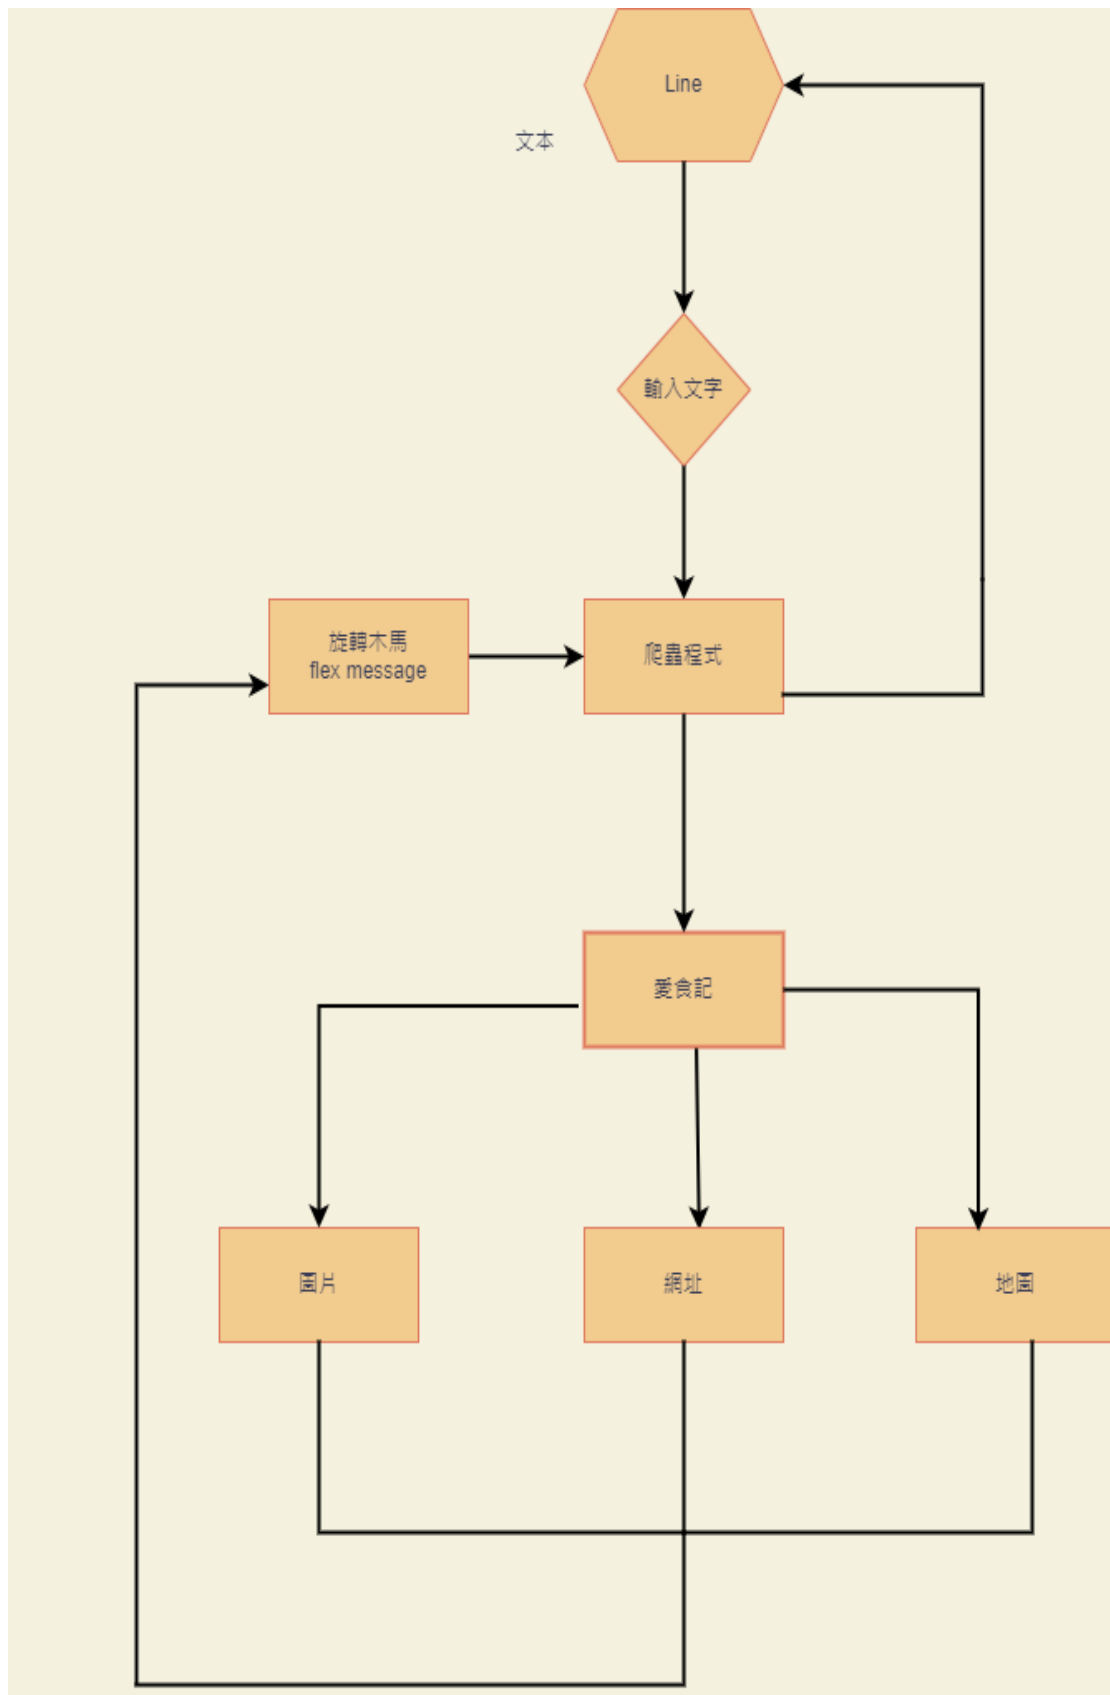 Line
文本
輸入文字
旋轉木馬
flex message
爬蟲程式
愛食記
圖片
網址
地圖